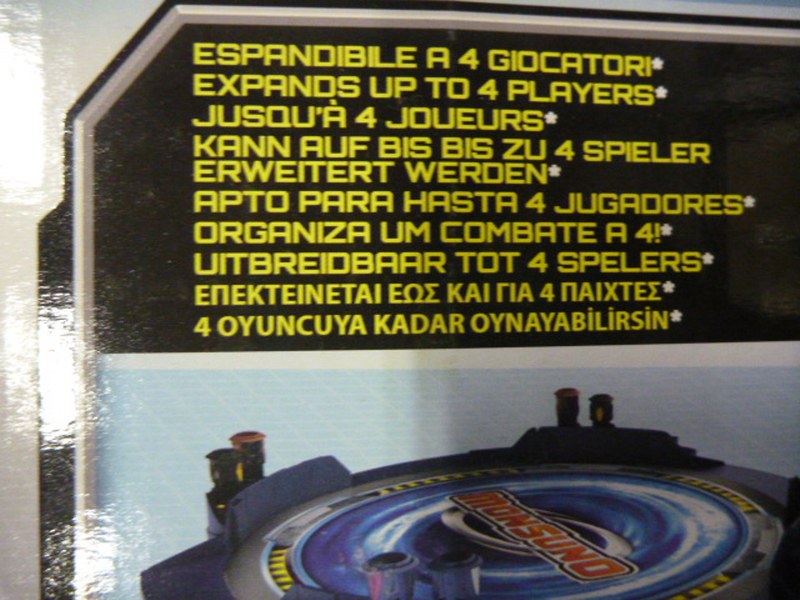 ESPANDIBILE A 4 GIOCATORI*
EXPANDS UP TO 4 PLAYERS*
JUSQU'À 4 JOUEURS*
KANN AUF BIS BIS ZU 4 SPIELER
ERWEITERT WERDEN*
APTO PARA HASTA 4 JUGADORES*
ORGANIZA UM COMBATE A 4!*
UITBREIDBAAR TOT 4 SPELERS*
ΕΠΕΚΤΕΙΝΕΤΑΙ ΕΩΣ ΚΑΙ ΓΙΑ 4 ΠΑΙΧΤΕΣ*
4 OYUNCUYA KADAR OYNAYABİLİRSİN*
MONSUNO